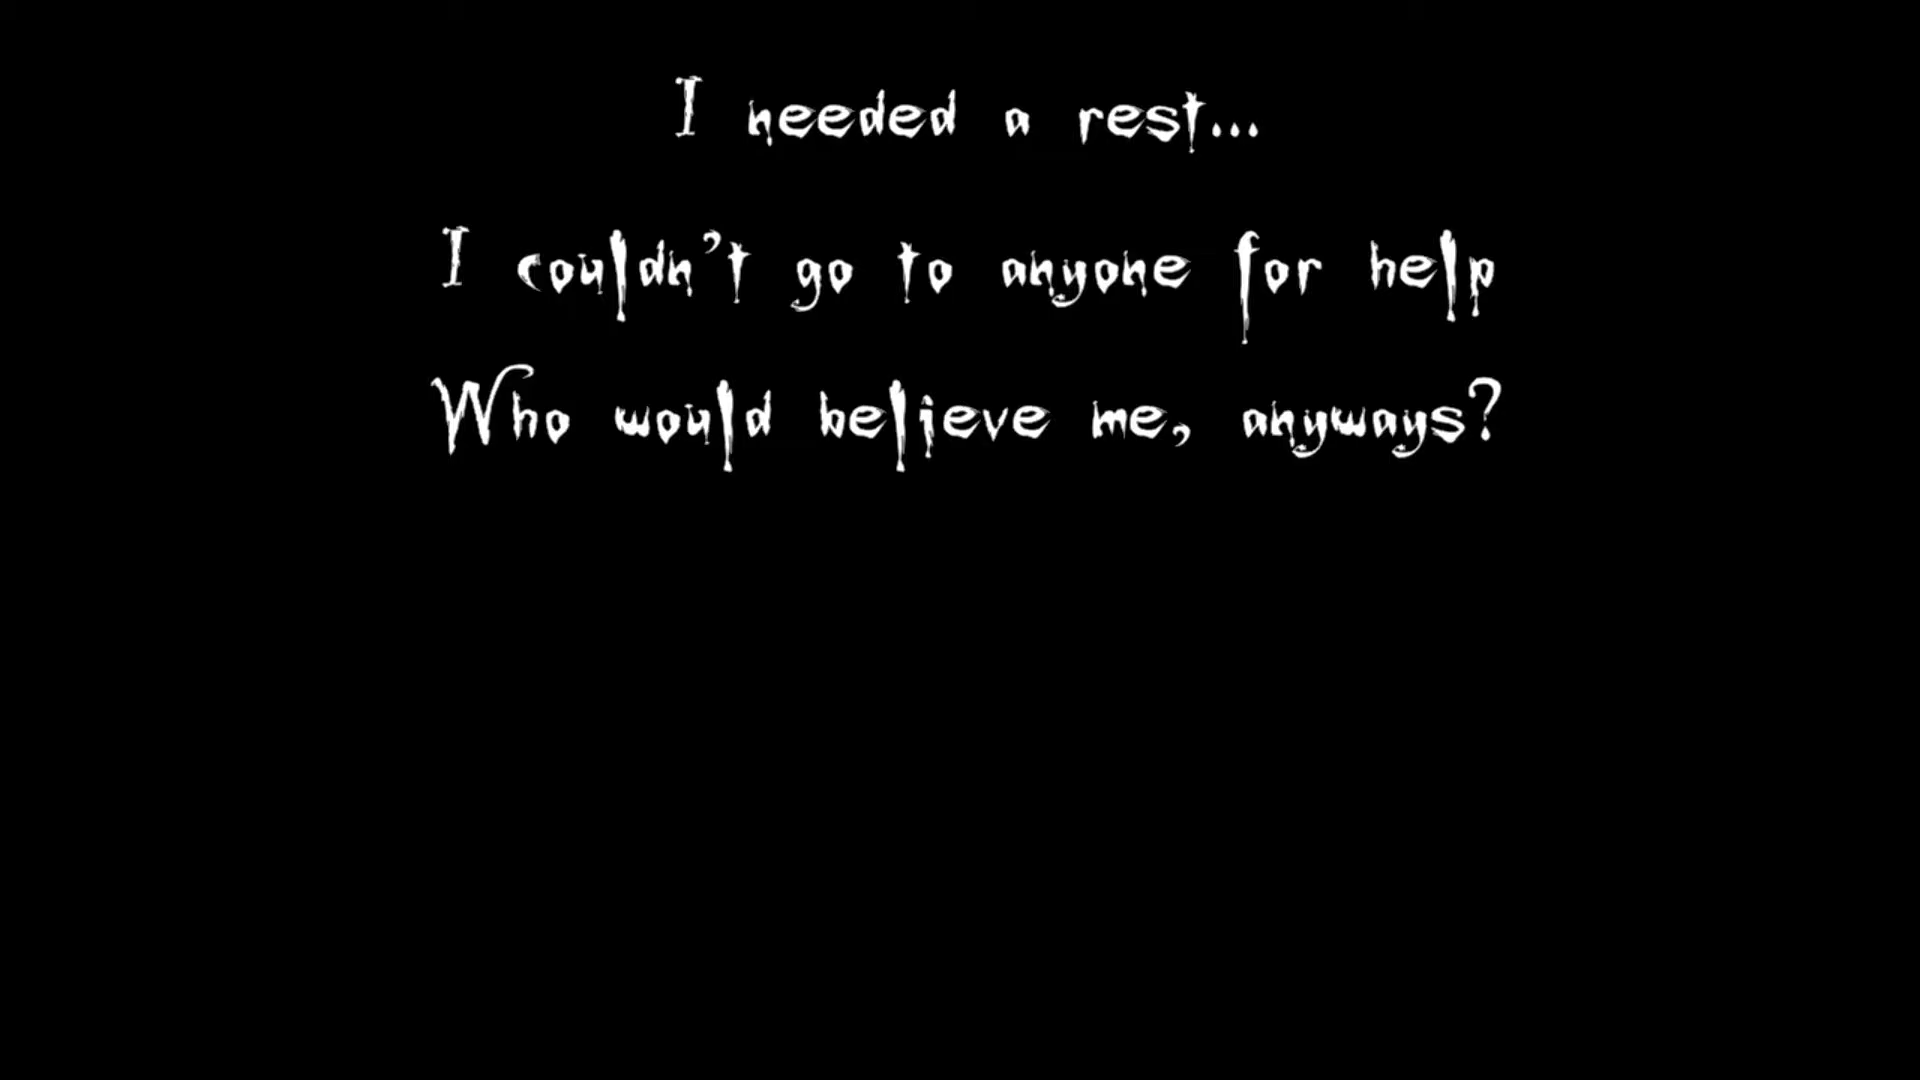 I needed a rest...
I couldn't go to anyone for help
Who would believe me, anyways?